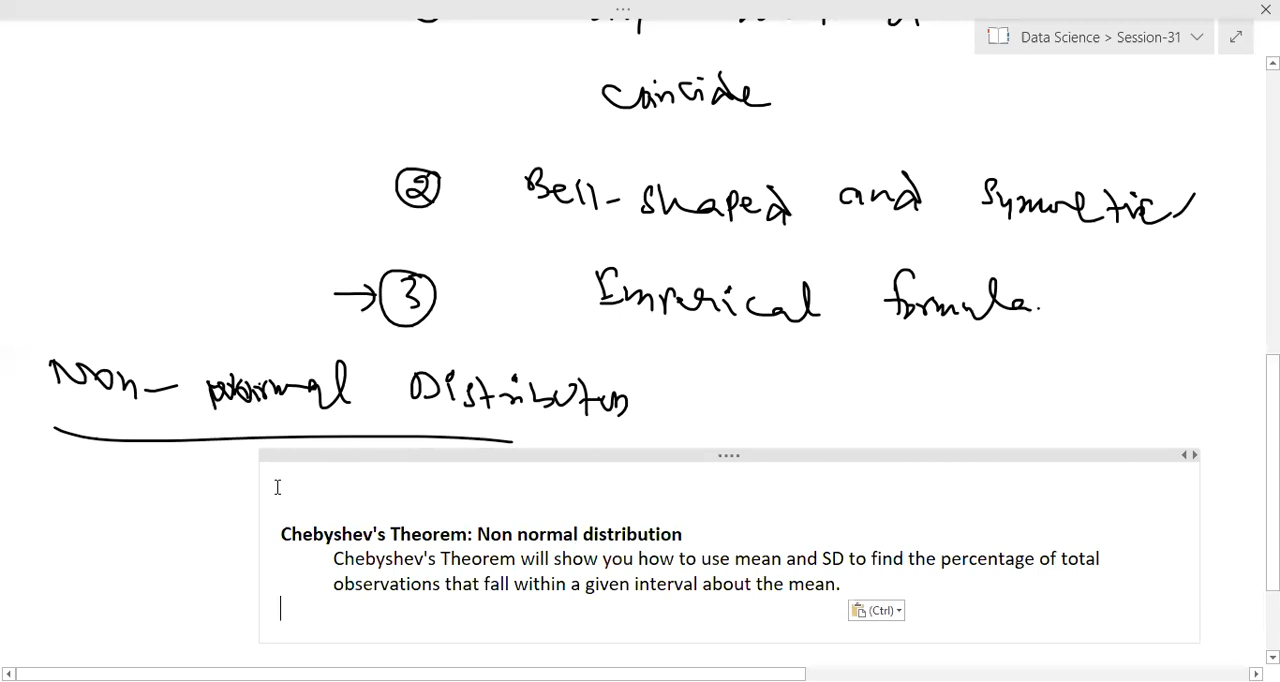 Data Science > Session-31
Concide
② Bell-shaped and Symmetric
→ ③ Emperical formula.
Non-normal Distribution
Chebyshev's Theorem: Non normal distribution
Chebyshev's Theorem will show you how to use mean and SD to find the percentage of total
observations that fall within a given interval about the mean.
(Ctrl)